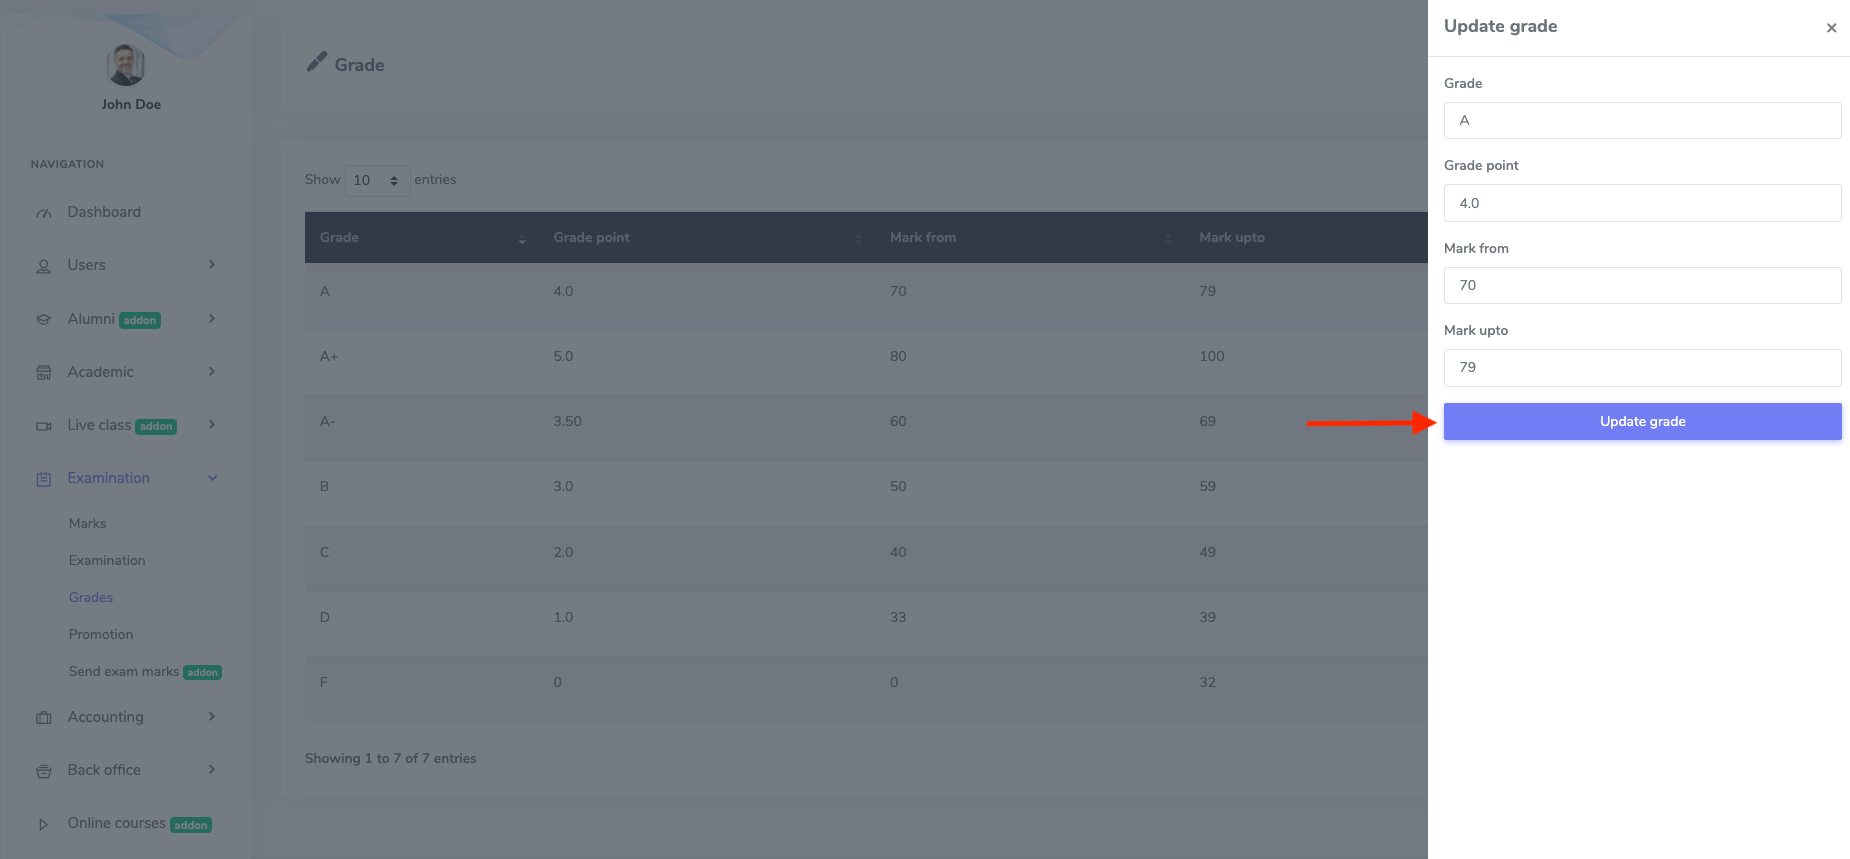 John Doe
NAVIGATION
Dashboard
Users
Alumni addon
Academic
Live class addon
Examination
Marks
Examination
Grades
Promotion
Send exam marks addon
Accounting
Back office
Online courses addon
Grade
Show 10 entries
Grade Grade point Mark from Mark upto
A 4.0 70 79
A+ 5.0 80 100
A- 3.50 60 69
B 3.0 50 59
C 2.0 40 49
D 1.0 33 39
F 0 0 32
Showing 1 to 7 of 7 entries
Update grade ×
Grade
A
Grade point
4.0
Mark from
70
Mark upto
79
Update grade